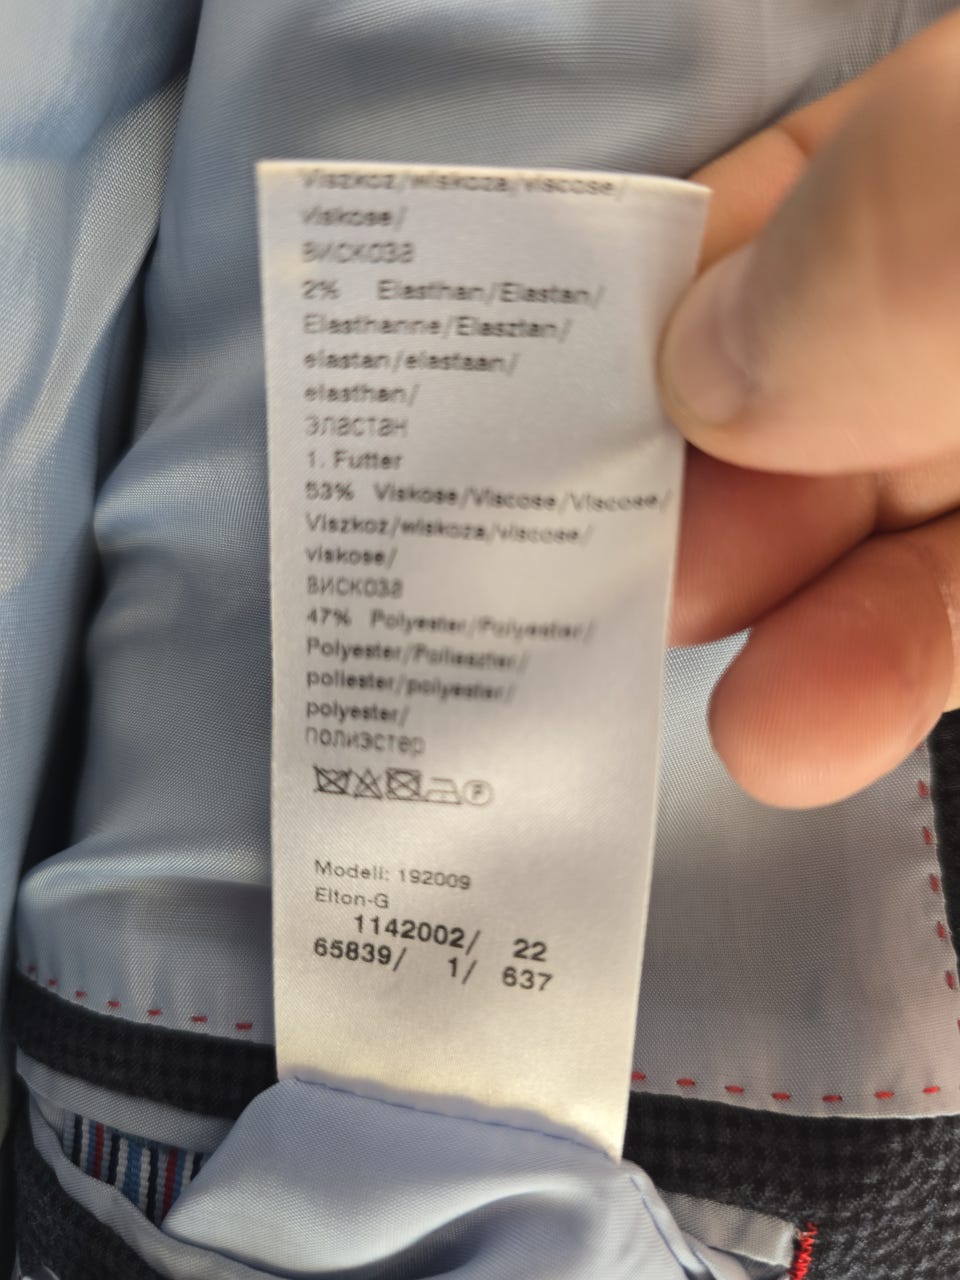 Viszkoz/wiskoza/viscose/
viskose/
вискоза
2% Elasthan/Elastan/
Elasthanne/Elasztan/
elastan/elastaan/
elasthan/
эластан
1. Futter
53% Viskose/Viscose/Viscose/
Viszkoz/wiskoza/viscose/
viskose/
вискоза
47% Polyester/Polyester/
Polyester/Polieszter/
poliester/polyester/
polyester/
полиэстер
P
Modell: 192009
Elton-G
1142002/ 22
65839/ 1/ 637